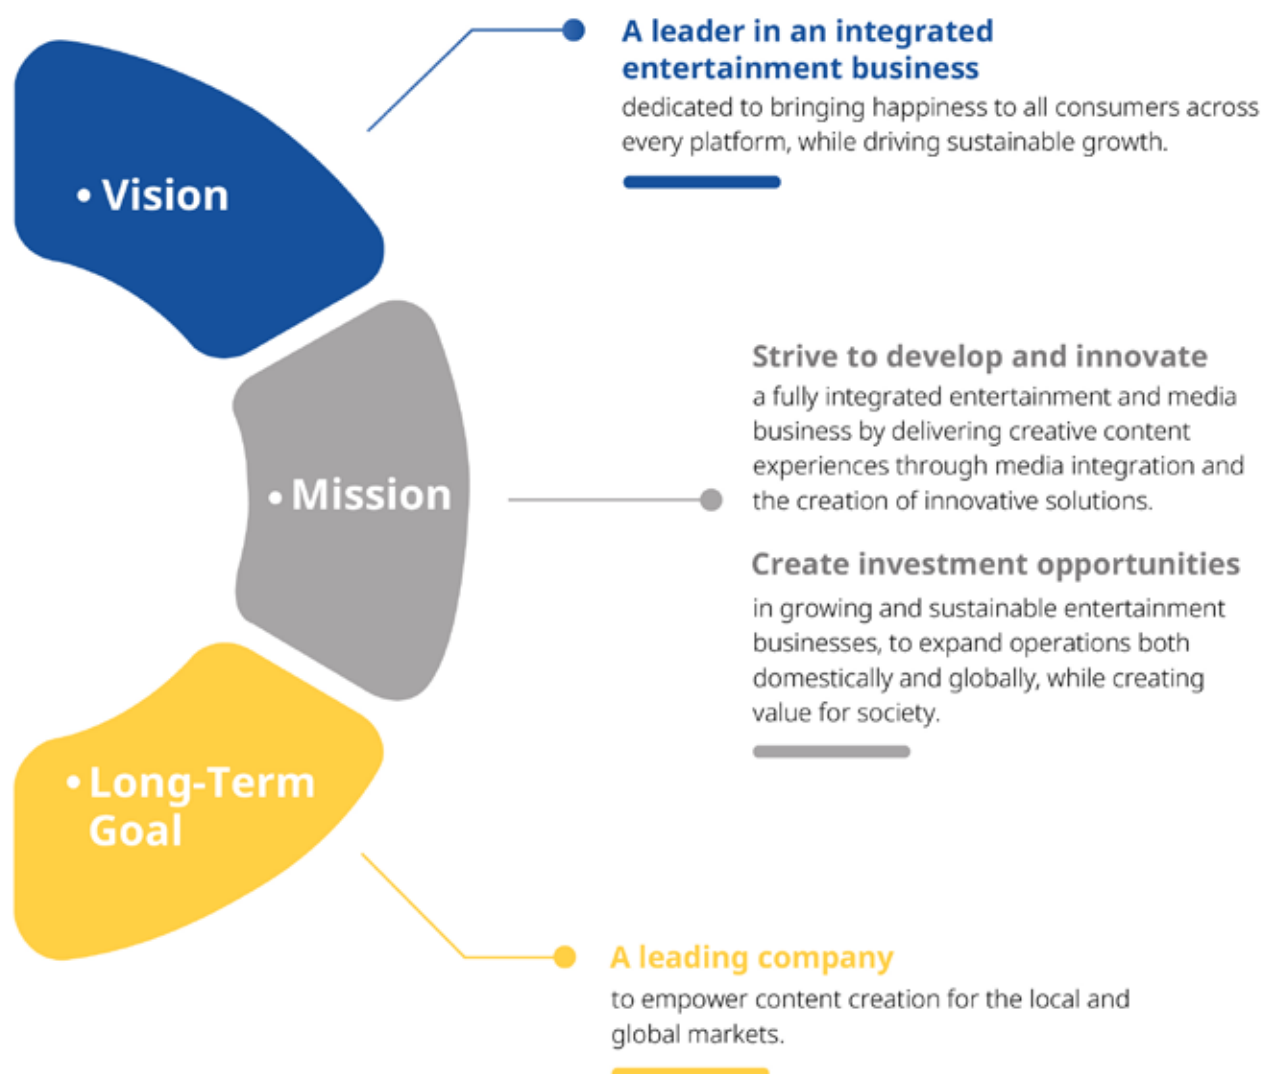 • Vision
A leader in an integrated
entertainment business
dedicated to bringing happiness to all consumers across
every platform, while driving sustainable growth.
• Mission
Strive to develop and innovate
a fully integrated entertainment and media
business by delivering creative content
experiences through media integration and
the creation of innovative solutions.
Create investment opportunities
in growing and sustainable entertainment
businesses, to expand operations both
domestically and globally, while creating
value for society.
• Long-Term
Goal
A leading company
to empower content creation for the local and
global markets.